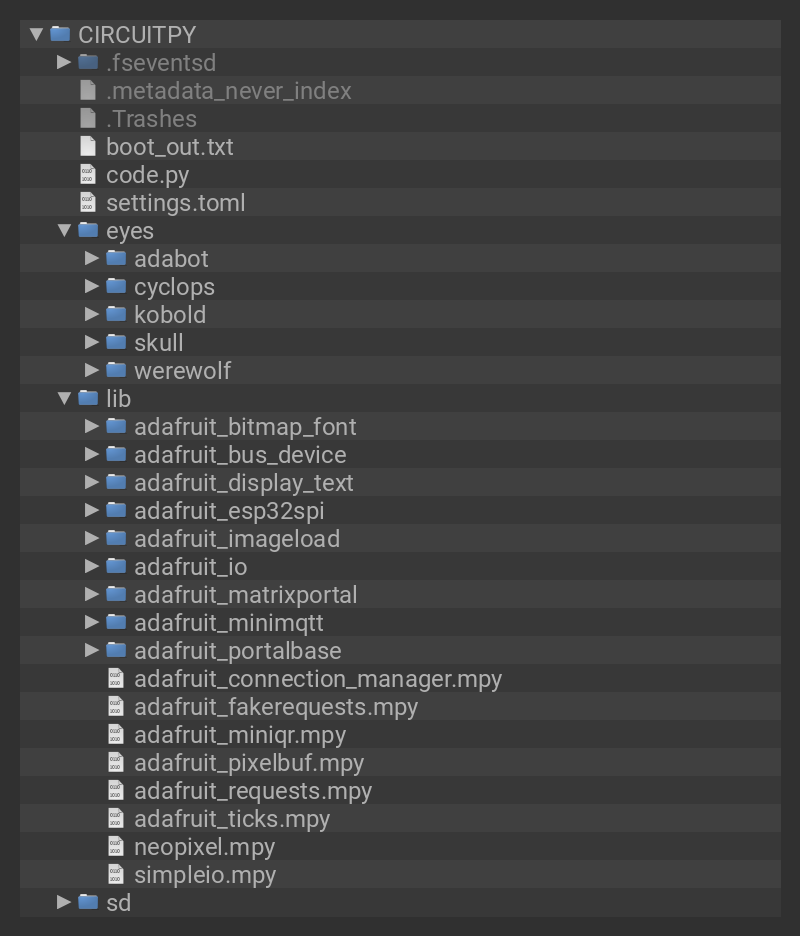 CIRCUITPY
.fseventsd
.metadata_never_index
.Trashes
boot_out.txt
code.py
settings.toml
eyes
adabot
cyclops
kobold
skull
werewolf
lib
adafruit_bitmap_font
adafruit_bus_device
adafruit_display_text
adafruit_esp32spi
adafruit_imageload
adafruit_io
adafruit_matrixportal
adafruit_minimqtt
adafruit_portalbase
adafruit_connection_manager.mpy
adafruit_fakerequests.mpy
adafruit_miniqr.mpy
adafruit_pixelbuf.mpy
adafruit_requests.mpy
adafruit_ticks.mpy
neopixel.mpy
simpleio.mpy
sd